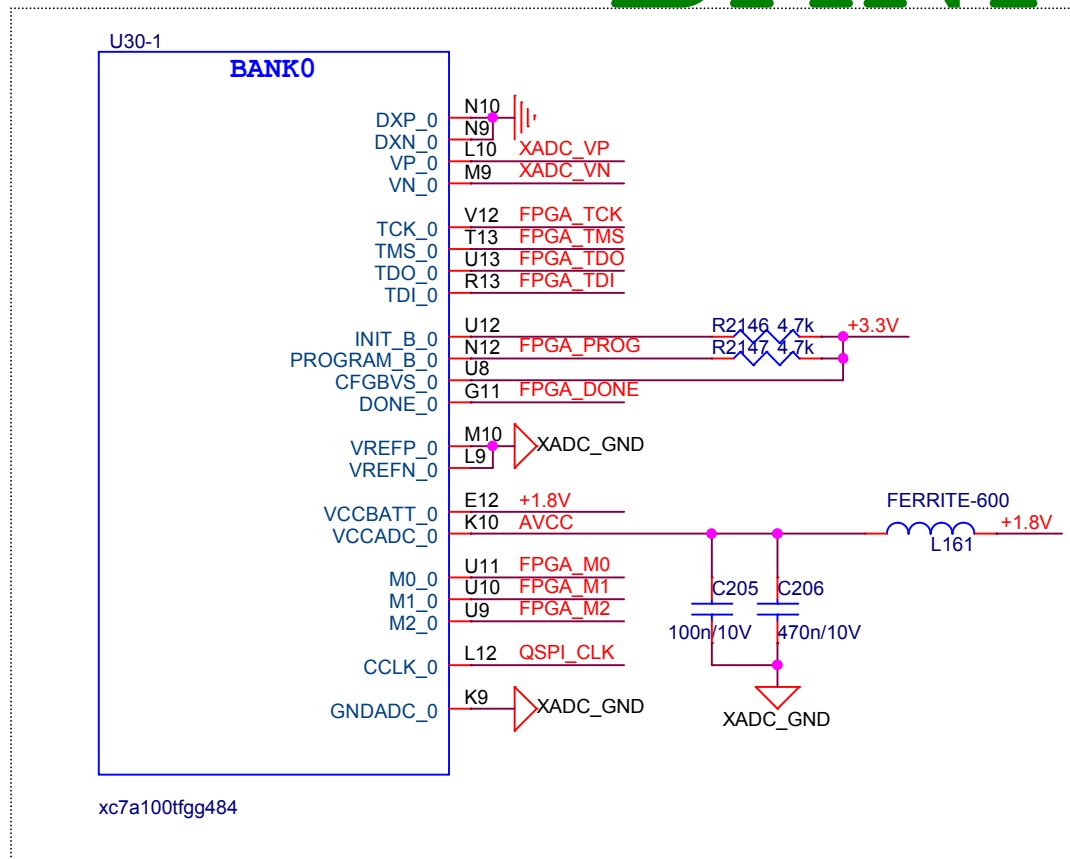 U30-1
BANK0
DXP_0 N10
DXN_0 N9
VP_0 L10 XADC_VP
VN_0 M9 XADC_VN
TCK_0 V12 FPGA_TCK
TMS_0 T13 FPGA_TMS
TDO_0 U13 FPGA_TDO
TDI_0 R13 FPGA_TDI
INIT_B_0 U12 R2146 4.7k +3.3V
PROGRAM_B_0 N12 FPGA_PROG R2147 4.7k
CFGBVS_0 U8
DONE_0 G11 FPGA_DONE
VREFP_0 M10 XADC_GND
VREFN_0 L9
VCCBATT_0 E12 +1.8V FERRITE-600
VCCADC_0 K10 AVCC L161 +1.8V
M0_0 U11 FPGA_M0
M1_0 U10 FPGA_M1
M2_0 U9 FPGA_M2
C205 C206
100n/10V 470n/10V
CCLK_0 L12 QSPI_CLK
GNDADC_0 K9 XADC_GND
XADC_GND
xc7a100tfgg484